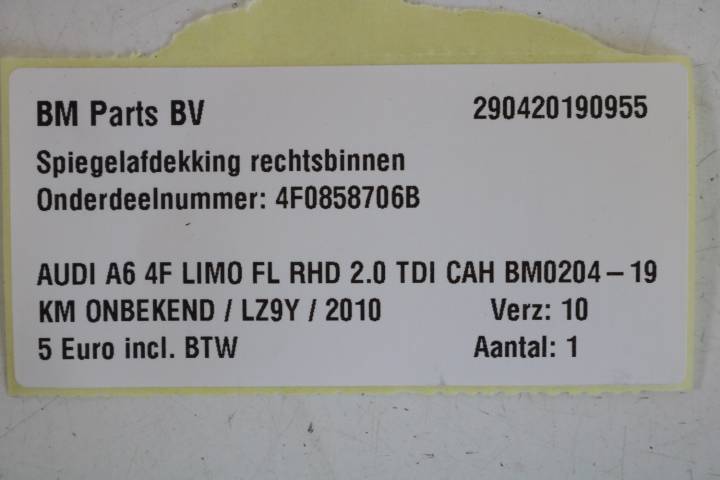 BM Parts BV 290420190955
Spiegelafdekking rechtsbinnen
Onderdeelnummer: 4F0858706B
AUDI A6 4F LIMO FL RHD 2.0 TDI CAH BM0204-19
KM ONBEKEND / LZ9Y / 2010 Verz: 10
5 Euro incl. BTW Aantal: 1